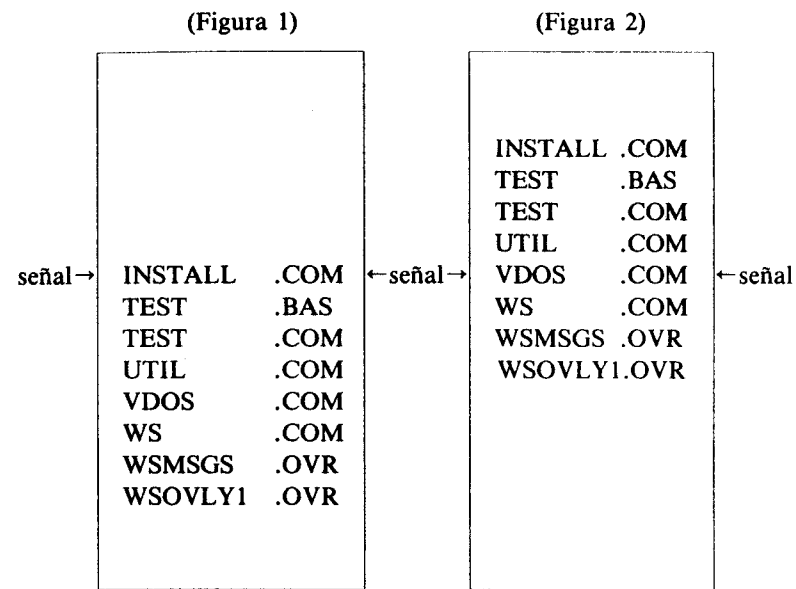 (Figura 1)
señal→ INSTALL .COM ←señal→
TEST .BAS
TEST .COM
UTIL .COM
VDOS .COM
WS .COM
WSMSGS .OVR
WSOVLY1 .OVR
(Figura 2)
INSTALL .COM
TEST .BAS
TEST .COM
UTIL .COM
VDOS .COM ←señal
WS .COM
WSMSGS .OVR
WSOVLY1.OVR